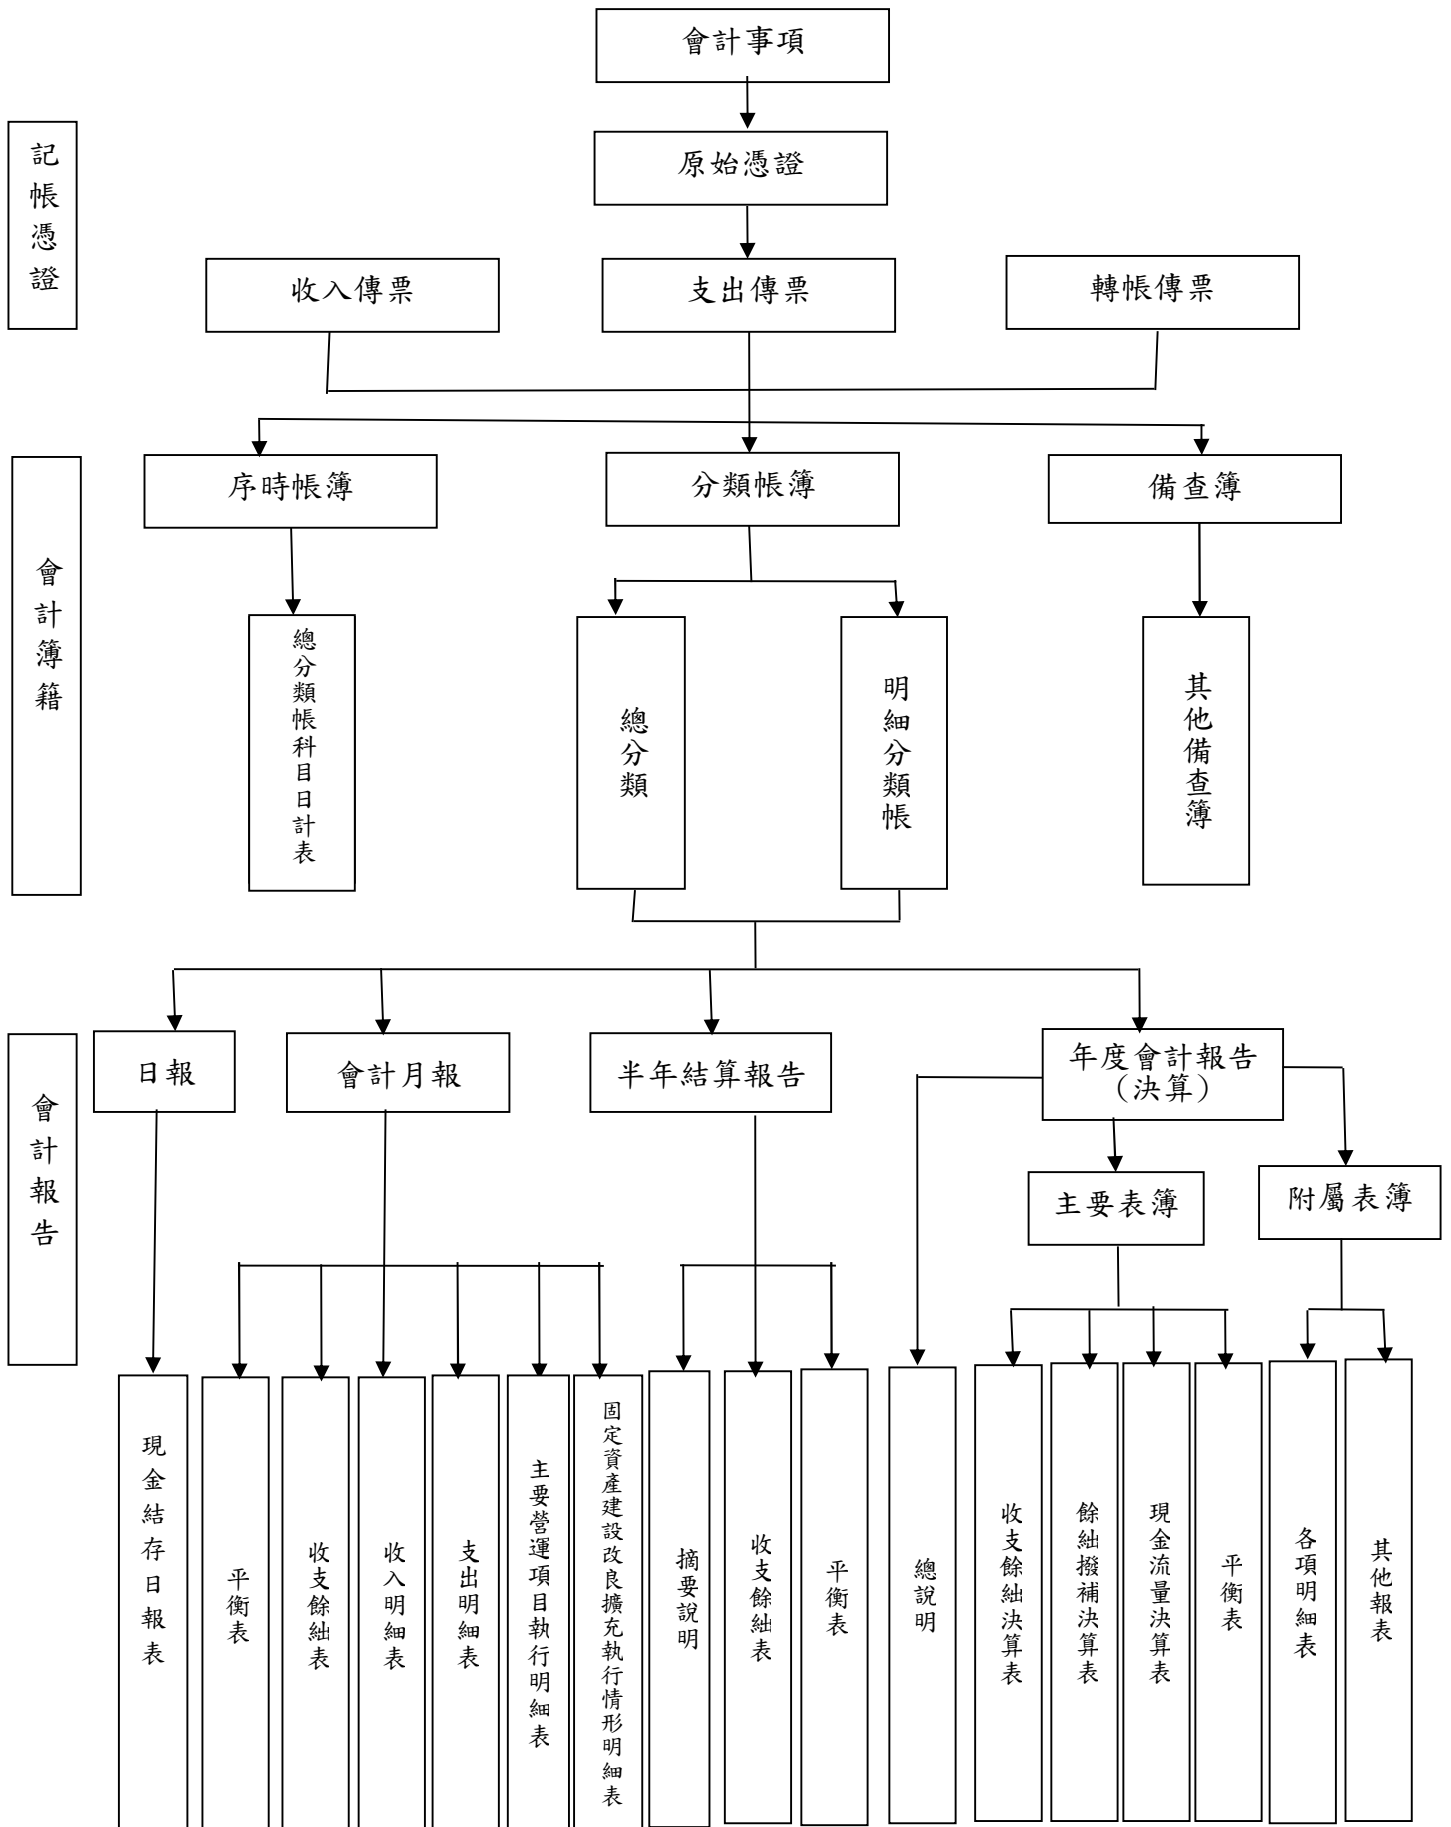 會計事項
原始憑證
記帳憑證
收入傳票
支出傳票
轉帳傳票
會計簿籍
序時帳簿
分類帳簿
備查簿
總分類帳科目日計表
總分類
明細分類帳
其他備查簿
會計報告
日報
會計月報
半年結算報告
年度會計報告
（決算）
主要表簿
附屬表簿
現金結存日報表
平衡表
收支餘絀表
收入明細表
支出明細表
主要營運項目執行明細表
固定資產建設改良擴充執行情形明細表
摘要說明
收支餘絀表
平衡表
總說明
收支餘絀決算表
餘絀撥補決算表
現金流量決算表
平衡表
各項明細表
其他報表